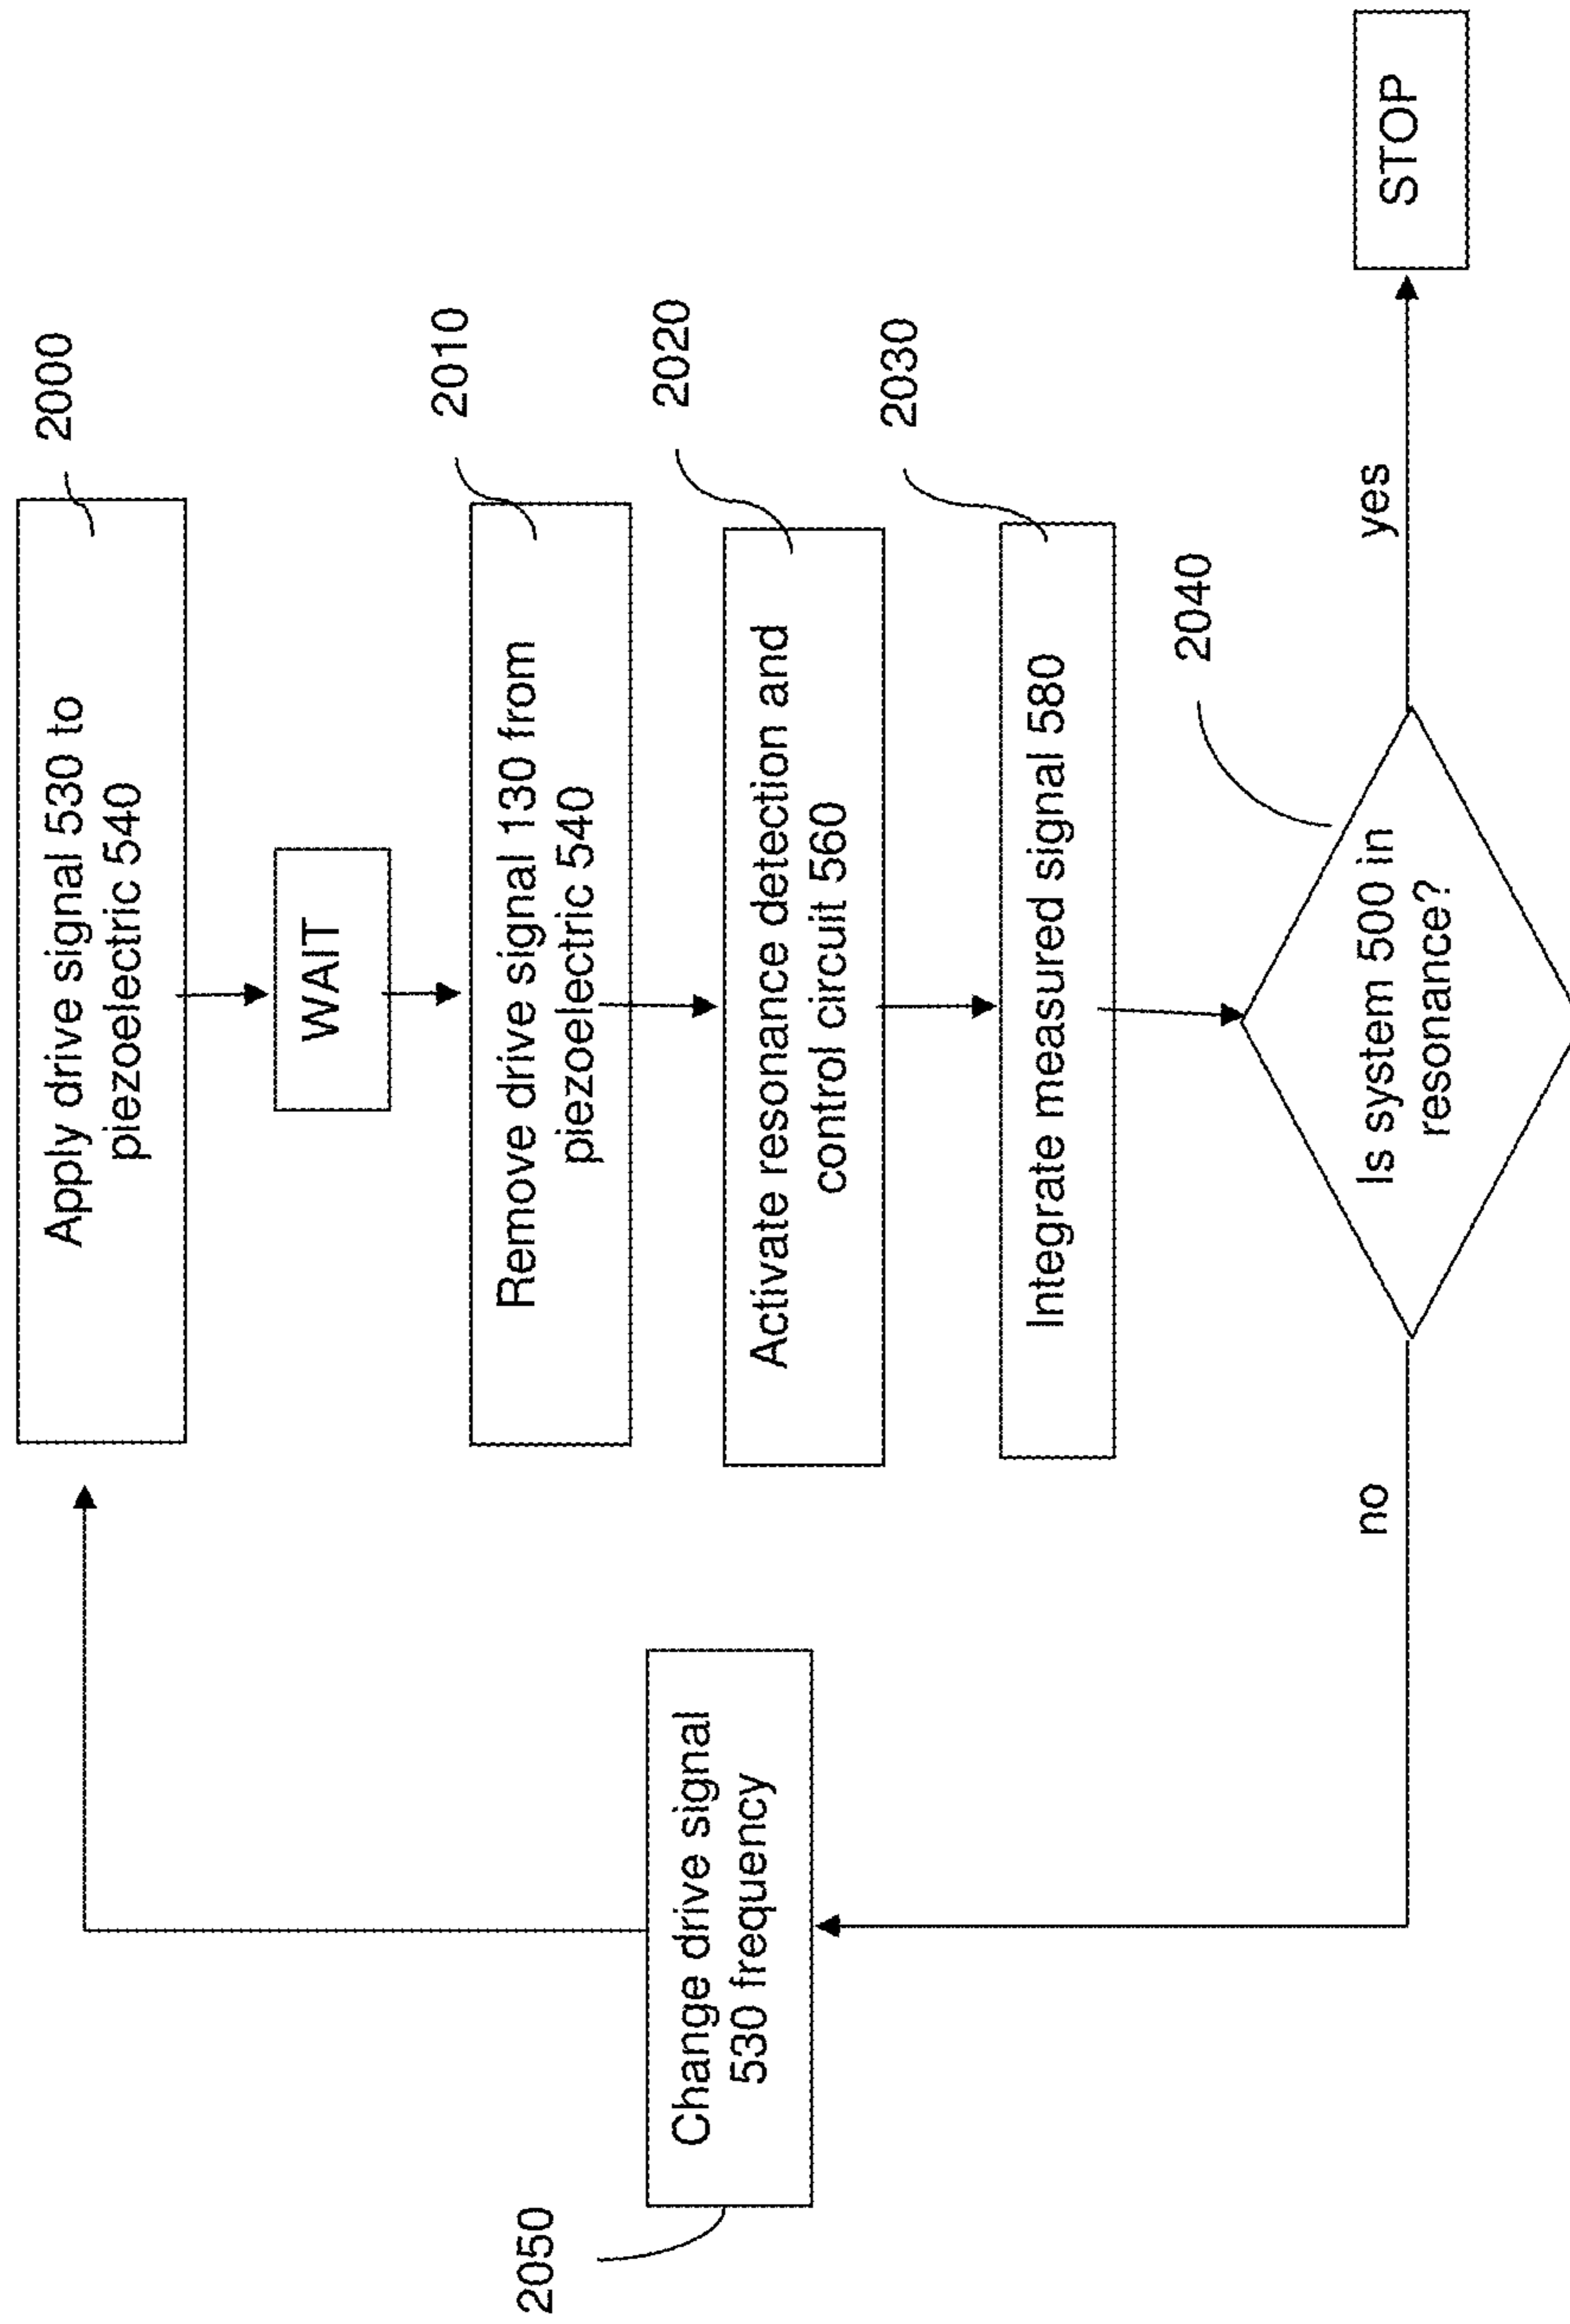 2000
Apply drive signal 530 to
piezoelectric 540
WAIT
2010
Remove drive signal 130 from
piezoelectric 540
2020
Activate resonance detection and
control circuit 560
2030
Integrate measured signal 580
2040
Is system 500 in
resonance?
yes
STOP
no
2050
Change drive signal
530 frequency